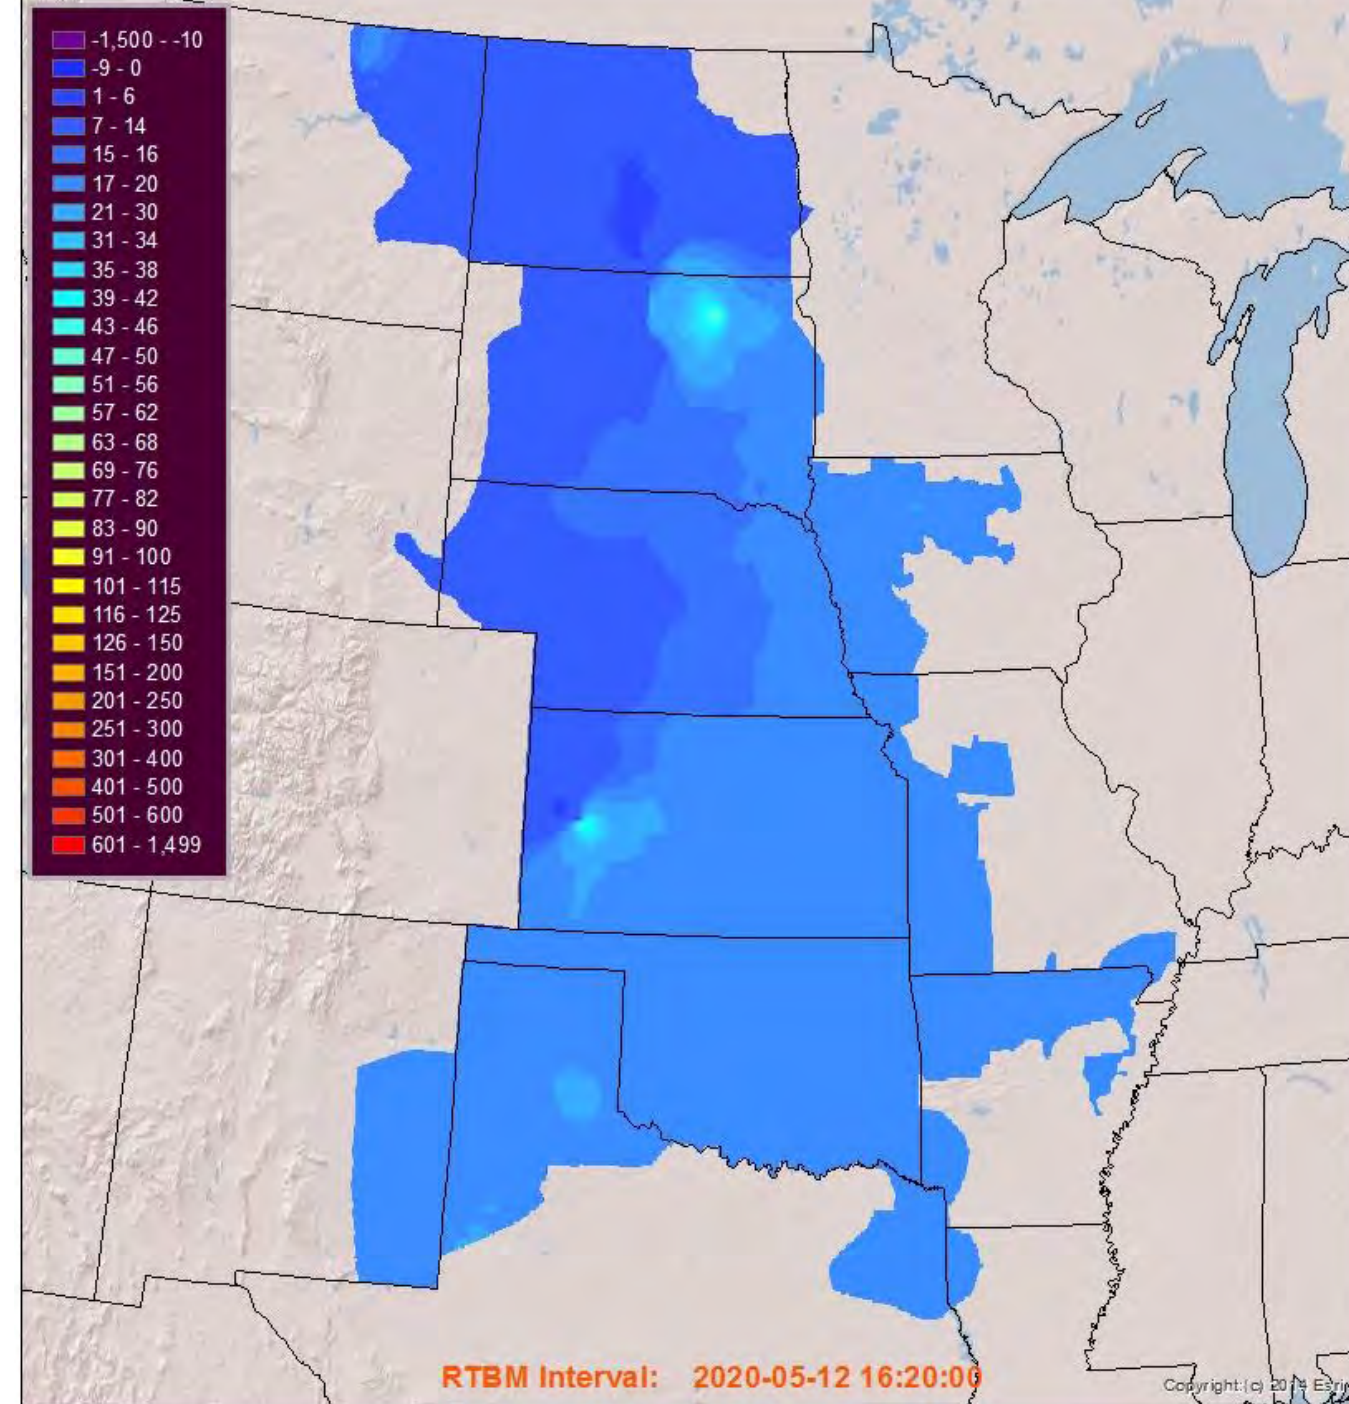 -1,500 - -10
-9 - 0
1 - 6
7 - 14
15 - 16
17 - 20
21 - 30
31 - 34
35 - 38
39 - 42
43 - 46
47 - 50
51 - 56
57 - 62
63 - 68
69 - 76
77 - 82
83 - 90
91 - 100
101 - 115
116 - 125
126 - 150
151 - 200
201 - 250
251 - 300
301 - 400
401 - 500
501 - 600
601 - 1,499
RTBM Interval: 2020-05-12 16:20:00
Copyright:(c) 2014 Esri